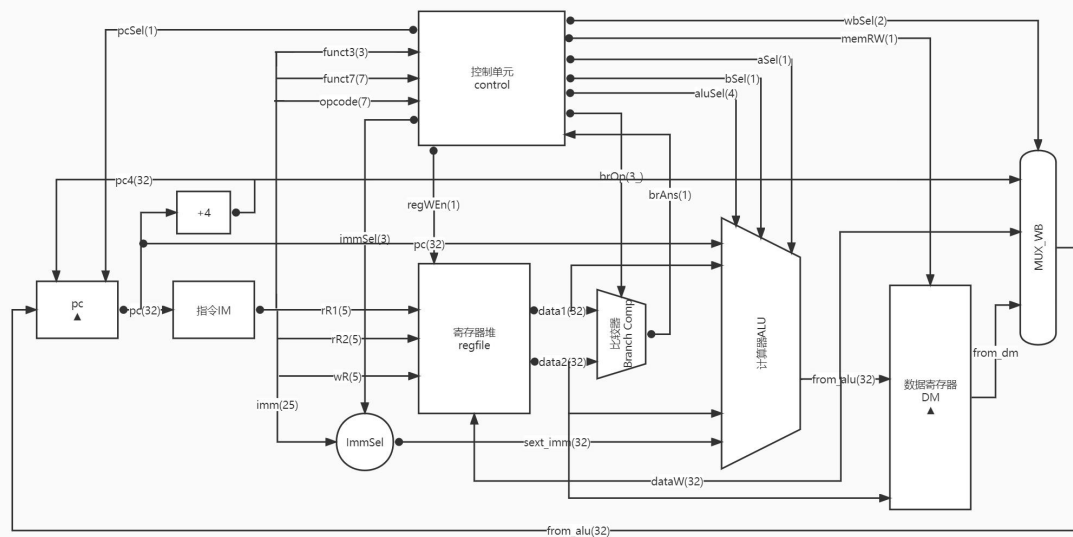 wbSel(2)
pcSel(1)
memRW(1)
funct3(3)
aSel(1)
控制单元
control
funct7(7)
bSel(1)
aluSel(4)
opcode(7)
brOp(3_)
pc4(32)
brAns(1)
regWEn(1)
+4
immSel(3)
pc(32)
MUX_WB
pc
▲
pc(32)
指令IM
rR1(5)
data1(32)
寄存器堆
regfile
比较器
Branch Comp
计算器ALU
rR2(5)
data2(32)
from_dm
wR(5)
from_alu(32)
数据寄存器
DM
▲
imm(25)
ImmSel
sext_imm(32)
dataW(32)
from_alu(32)